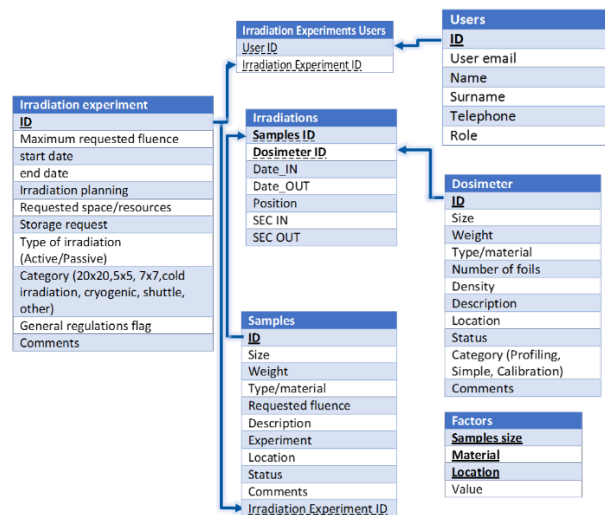 Irradiation Experiments Users
User ID
Irradiation Experiment ID
Users
ID
User email
Name
Surname
Telephone
Role
Irradiation experiment
ID
Maximum requested fluence
start date
end date
Irradiation planning
Requested space/resources
Storage request
Type of irradiation
(Active/Passive)
Category (20x20,5x5, 7x7,cold
irradiation, cryogenic, shuttle,
other)
General regulations flag
Comments
Irradiations
Samples ID
Dosimeter ID
Date_IN
Date_OUT
Position
SEC IN
SEC OUT
Dosimeter
ID
Size
Weight
Type/material
Number of foils
Density
Description
Location
Status
Category (Profiling,
Simple, Calibration)
Comments
Samples
ID
Size
Weight
Type/material
Requested fluence
Description
Experiment
Location
Status
Comments
Irradiation Experiment ID
Factors
Samples size
Material
Location
Value